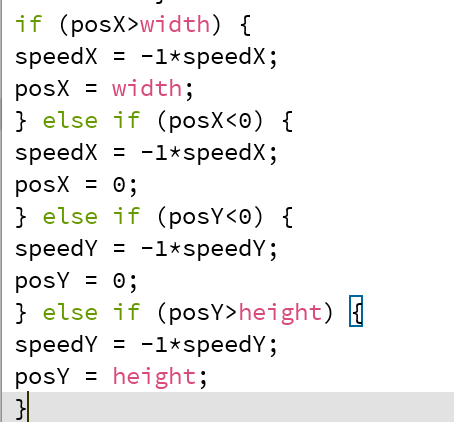 if (posX>width) {
speedX = -1*speedX;
posX = width;
} else if (posX<0) {
speedX = -1*speedX;
posX = 0;
} else if (posY<0) {
speedY = -1*speedY;
posY = 0;
} else if (posY>height) {
speedY = -1*speedY;
posY = height;
}